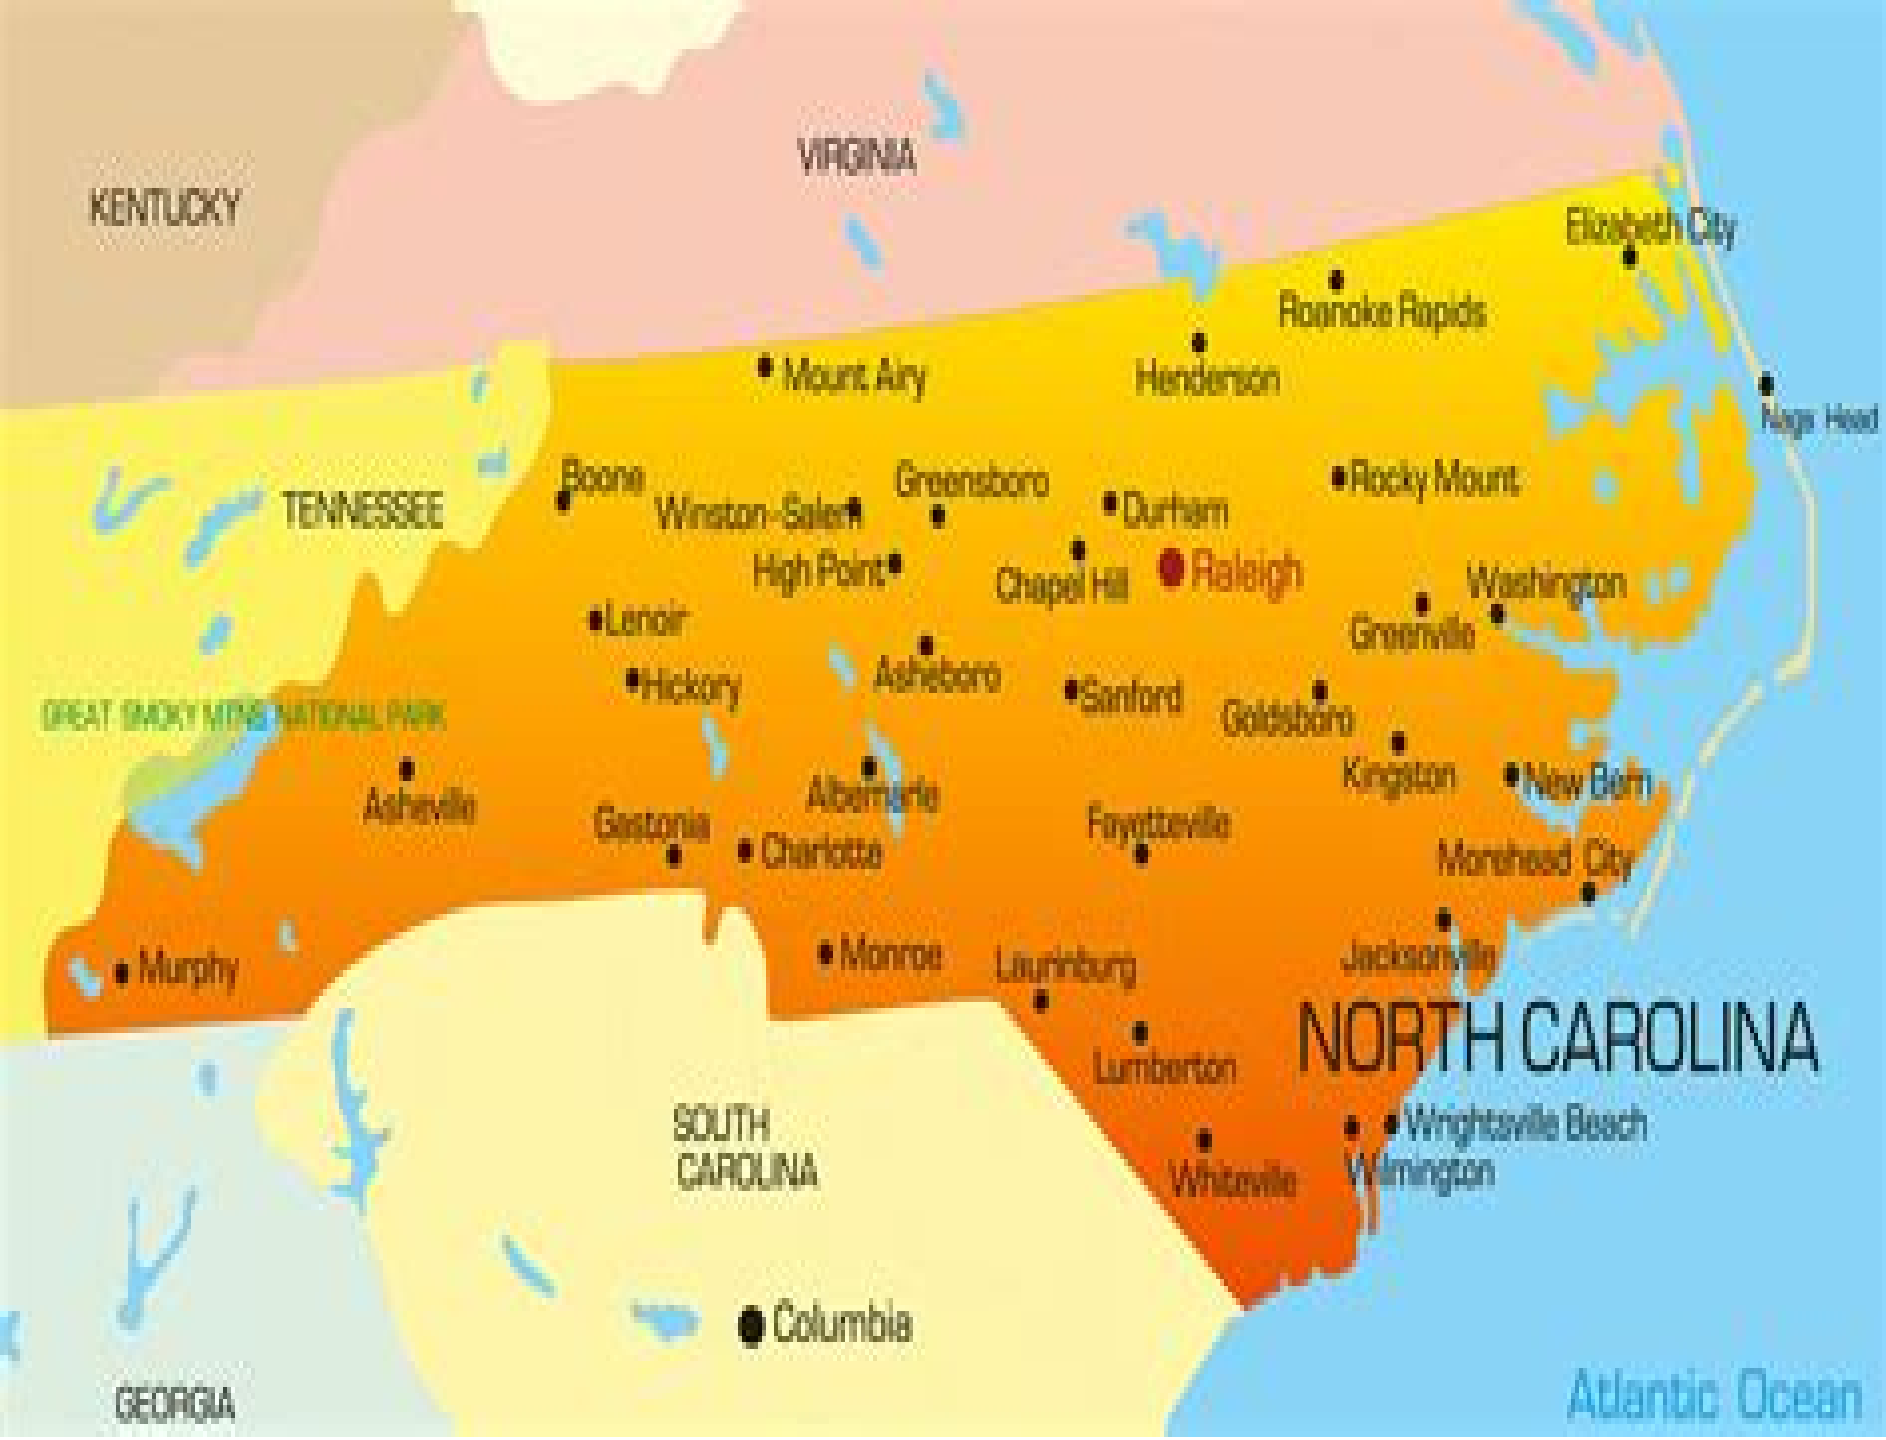 VIRGINIA
KENTUCKY
Elizabeth City
Roanoke Rapids
Mount Airy
Henderson
Nags Head
Boone
Greensboro
Rocky Mount
TENNESSEE
Winston-Salem
Durham
High Point
Chapel Hill
Raleigh
Washington
Lenoir
Greenville
Hickory
Asheboro
Sanford
GREAT SMOKY MTNS NATIONAL PARK
Goldsboro
Kingston
New Bern
Asheville
Albemarle
Gastonia
Fayetteville
Charlotte
Morehead City
Murphy
Monroe
Laurinburg
Jacksonville
NORTH CAROLINA
Lumberton
SOUTH
CAROLINA
Wrightsville Beach
Whiteville
Wilmington
Columbia
GEORGIA
Atlantic Ocean